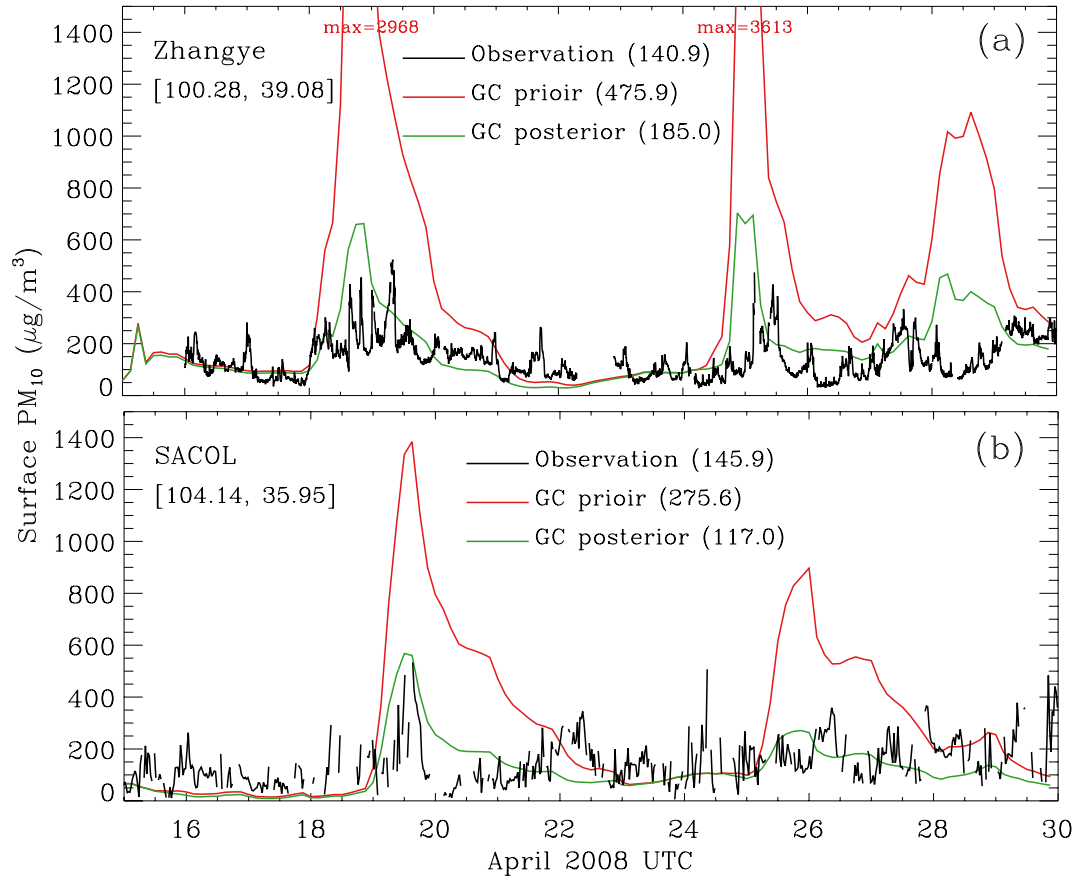 max=2968
max=3613
Zhangye
[100.28, 39.08]
Observation (140.9)
GC prioir (475.9)
GC posterior (185.0)
(a)
1400
1200
1000
800
600
400
200
0
Surface PM10 (μg/m³)
SACOL
[104.14, 35.95]
Observation (145.9)
GC prioir (275.6)
GC posterior (117.0)
(b)
1400
1200
1000
800
600
400
200
0
16 18 20 22 24 26 28 30
April 2008 UTC